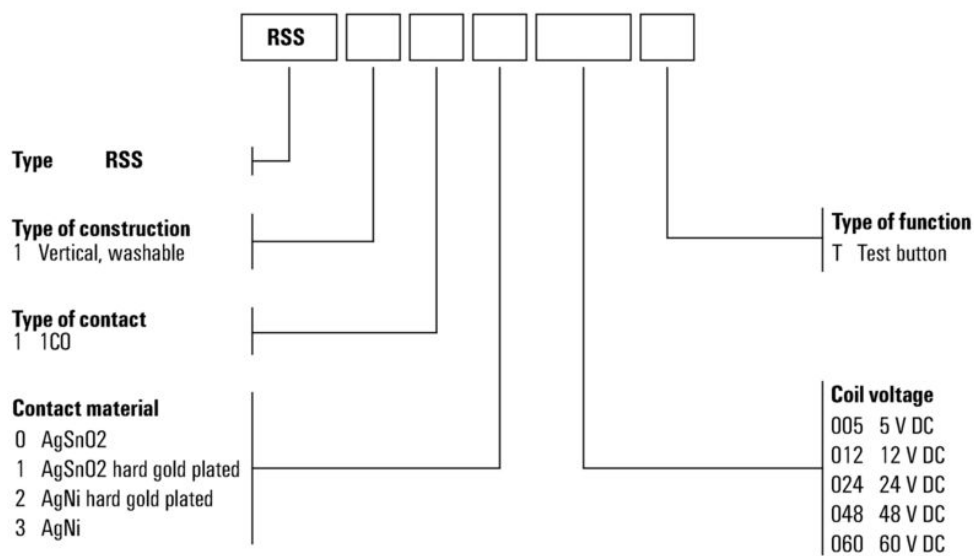 RSS
Type RSS
Type of construction
1 Vertical, washable
Type of contact
1 1CO
Contact material
0 AgSnO2
1 AgSnO2 hard gold plated
2 AgNi hard gold plated
3 AgNi
Type of function
T Test button
Coil voltage
005 5 V DC
012 12 V DC
024 24 V DC
048 48 V DC
060 60 V DC